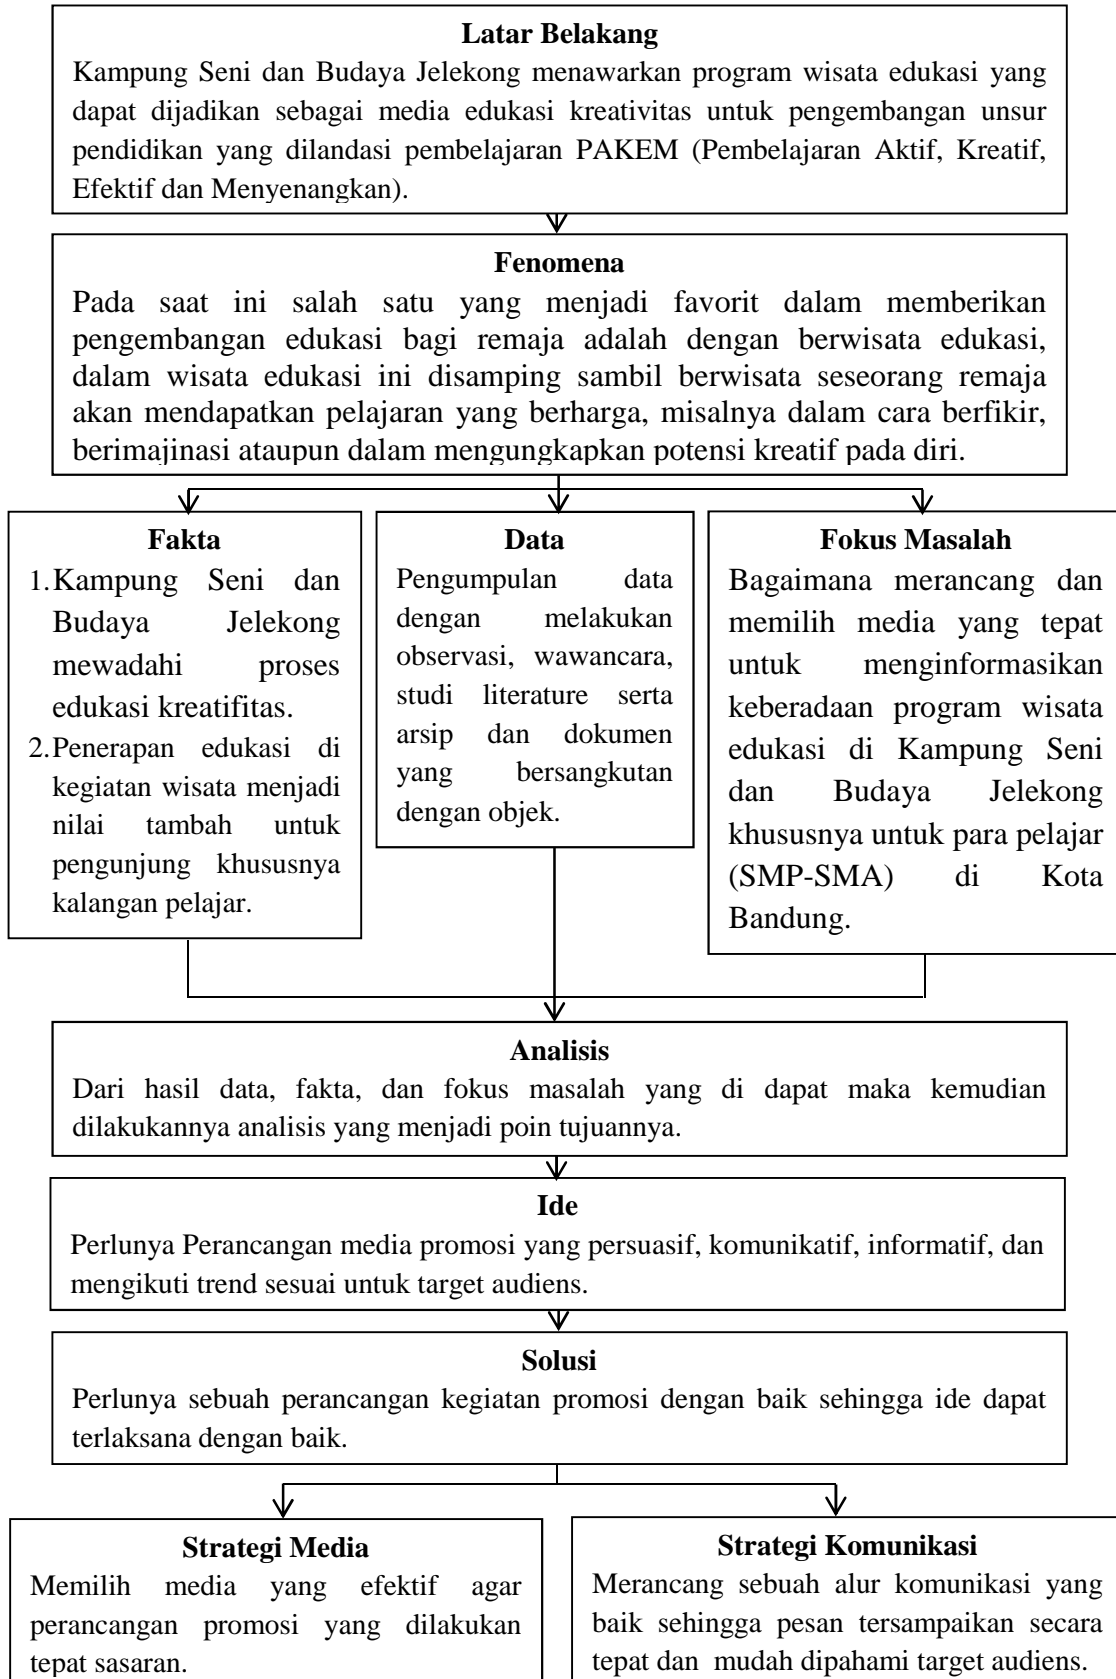 Latar Belakang
Kampung Seni dan Budaya Jelekong menawarkan program wisata edukasi yang
dapat dijadikan sebagai media edukasi kreativitas untuk pengembangan unsur
pendidikan yang dilandasi pembelajaran PAKEM (Pembelajaran Aktif, Kreatif,
Efektif dan Menyenangkan).
Fenomena
Pada saat ini salah satu yang menjadi favorit dalam memberikan
pengembangan edukasi bagi remaja adalah dengan berwisata edukasi,
dalam wisata edukasi ini disamping sambil berwisata seseorang remaja
akan mendapatkan pelajaran yang berharga, misalnya dalam cara berfikir,
berimajinasi ataupun dalam mengungkapkan potensi kreatif pada diri.
Fakta
1.Kampung Seni dan
Budaya Jelekong
mewadahi proses
edukasi kreatifitas.
2.Penerapan edukasi di
kegiatan wisata menjadi
nilai tambah untuk
pengunjung khususnya
kalangan pelajar.
Data
Pengumpulan data
dengan melakukan
observasi, wawancara,
studi literature serta
arsip dan dokumen
yang bersangkutan
dengan objek.
Fokus Masalah
Bagaimana merancang dan
memilih media yang tepat
untuk menginformasikan
keberadaan program wisata
edukasi di Kampung Seni
dan Budaya Jelekong
khususnya untuk para pelajar
(SMP-SMA) di Kota
Bandung.
Analisis
Dari hasil data, fakta, dan fokus masalah yang di dapat maka kemudian
dilakukannya analisis yang menjadi poin tujuannya.
Ide
Perlunya Perancangan media promosi yang persuasif, komunikatif, informatif, dan
mengikuti trend sesuai untuk target audiens.
Solusi
Perlunya sebuah perancangan kegiatan promosi dengan baik sehingga ide dapat
terlaksana dengan baik.
Strategi Media
Memilih media yang efektif agar
perancangan promosi yang dilakukan
tepat sasaran.
Strategi Komunikasi
Merancang sebuah alur komunikasi yang
baik sehingga pesan tersampaikan secara
tepat dan mudah dipahami target audiens.